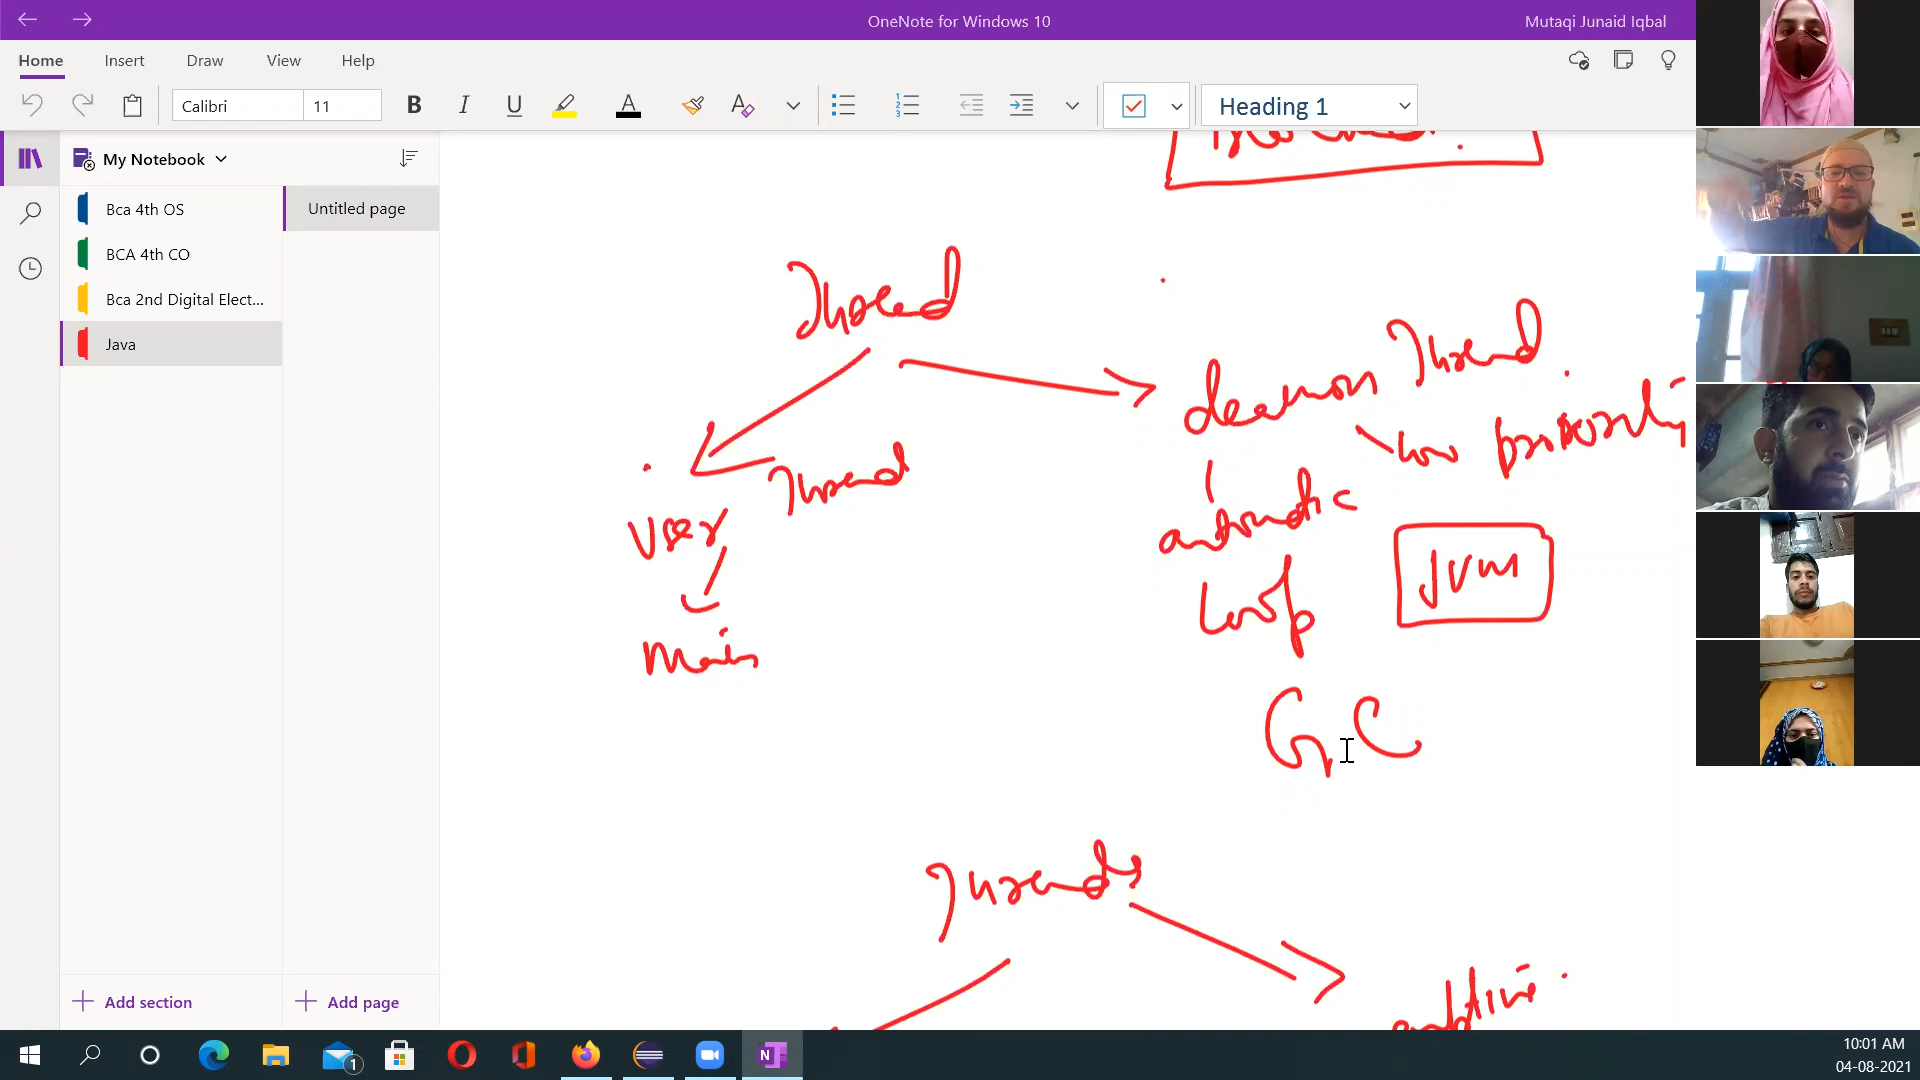 OneNote for Windows 10
Mutaqi Junaid Iqbal
Home
Insert
Draw
View
Help
Calibri
11
B
I
U
A
Heading 1
My Notebook
Bca 4th OS
BCA 4th CO
Bca 2nd Digital Elect...
Java
Untitled page
Thread
User Thread
Main
deamon Thread
low priority
automatic
loop
JVM
GC
Threads
Add section
Add page
1
10:01 AM
04-08-2021